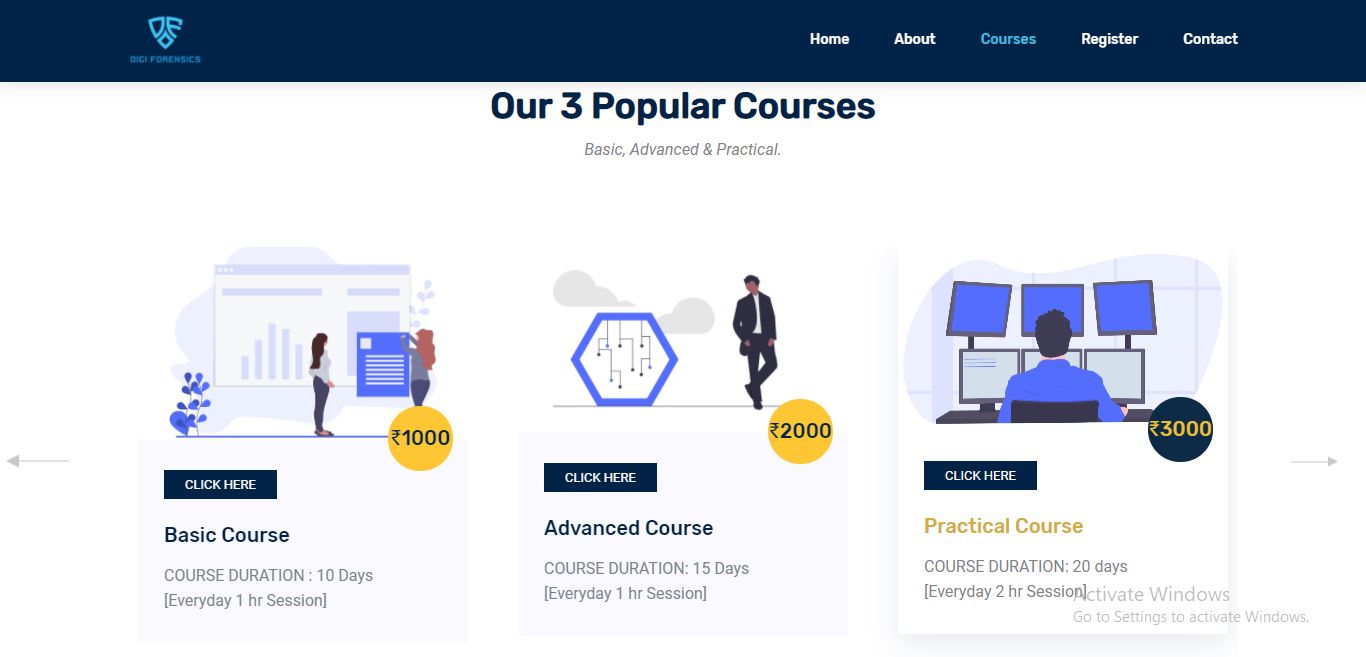 DIGI FORENSICS
Home About Courses Register Contact
Our 3 Popular Courses
Basic, Advanced & Practical.
₹1000
CLICK HERE
Basic Course
COURSE DURATION : 10 Days
[Everyday 1 hr Session]
₹2000
CLICK HERE
Advanced Course
COURSE DURATION: 15 Days
[Everyday 1 hr Session]
₹3000
CLICK HERE
Practical Course
COURSE DURATION: 20 days
[Everyday 2 hr Session]
Activate Windows
Go to Settings to activate Windows.